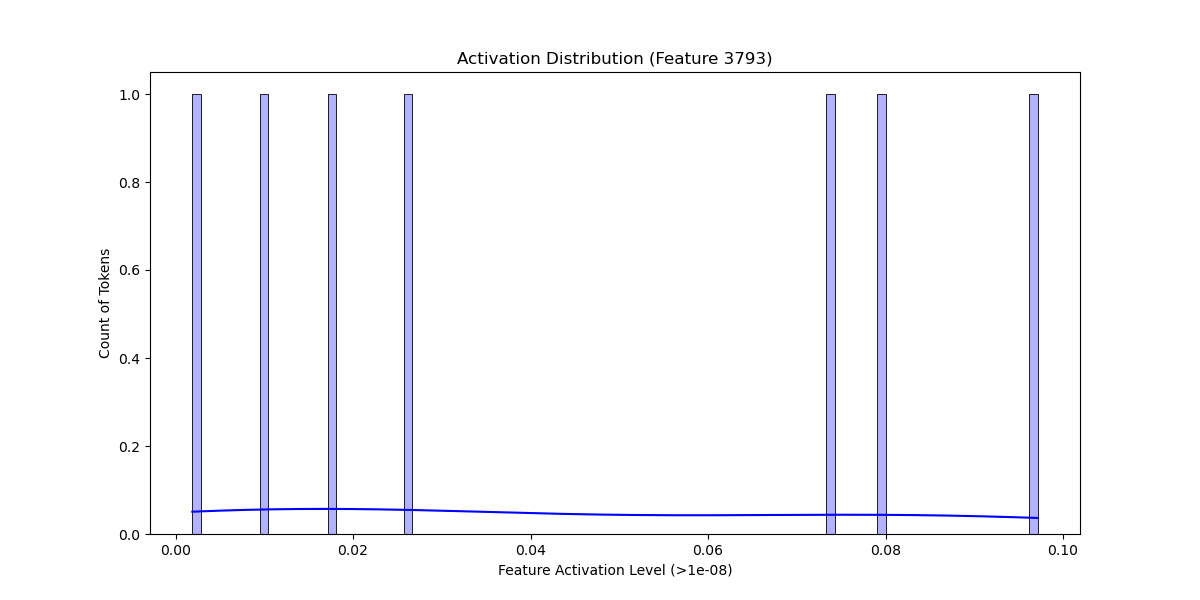 Activation Distribution (Feature 3793)
1.0
0.8
0.6
0.4
0.2
0.0
Count of Tokens
0.00 0.02 0.04 0.06 0.08 0.10
Feature Activation Level (>1e-08)